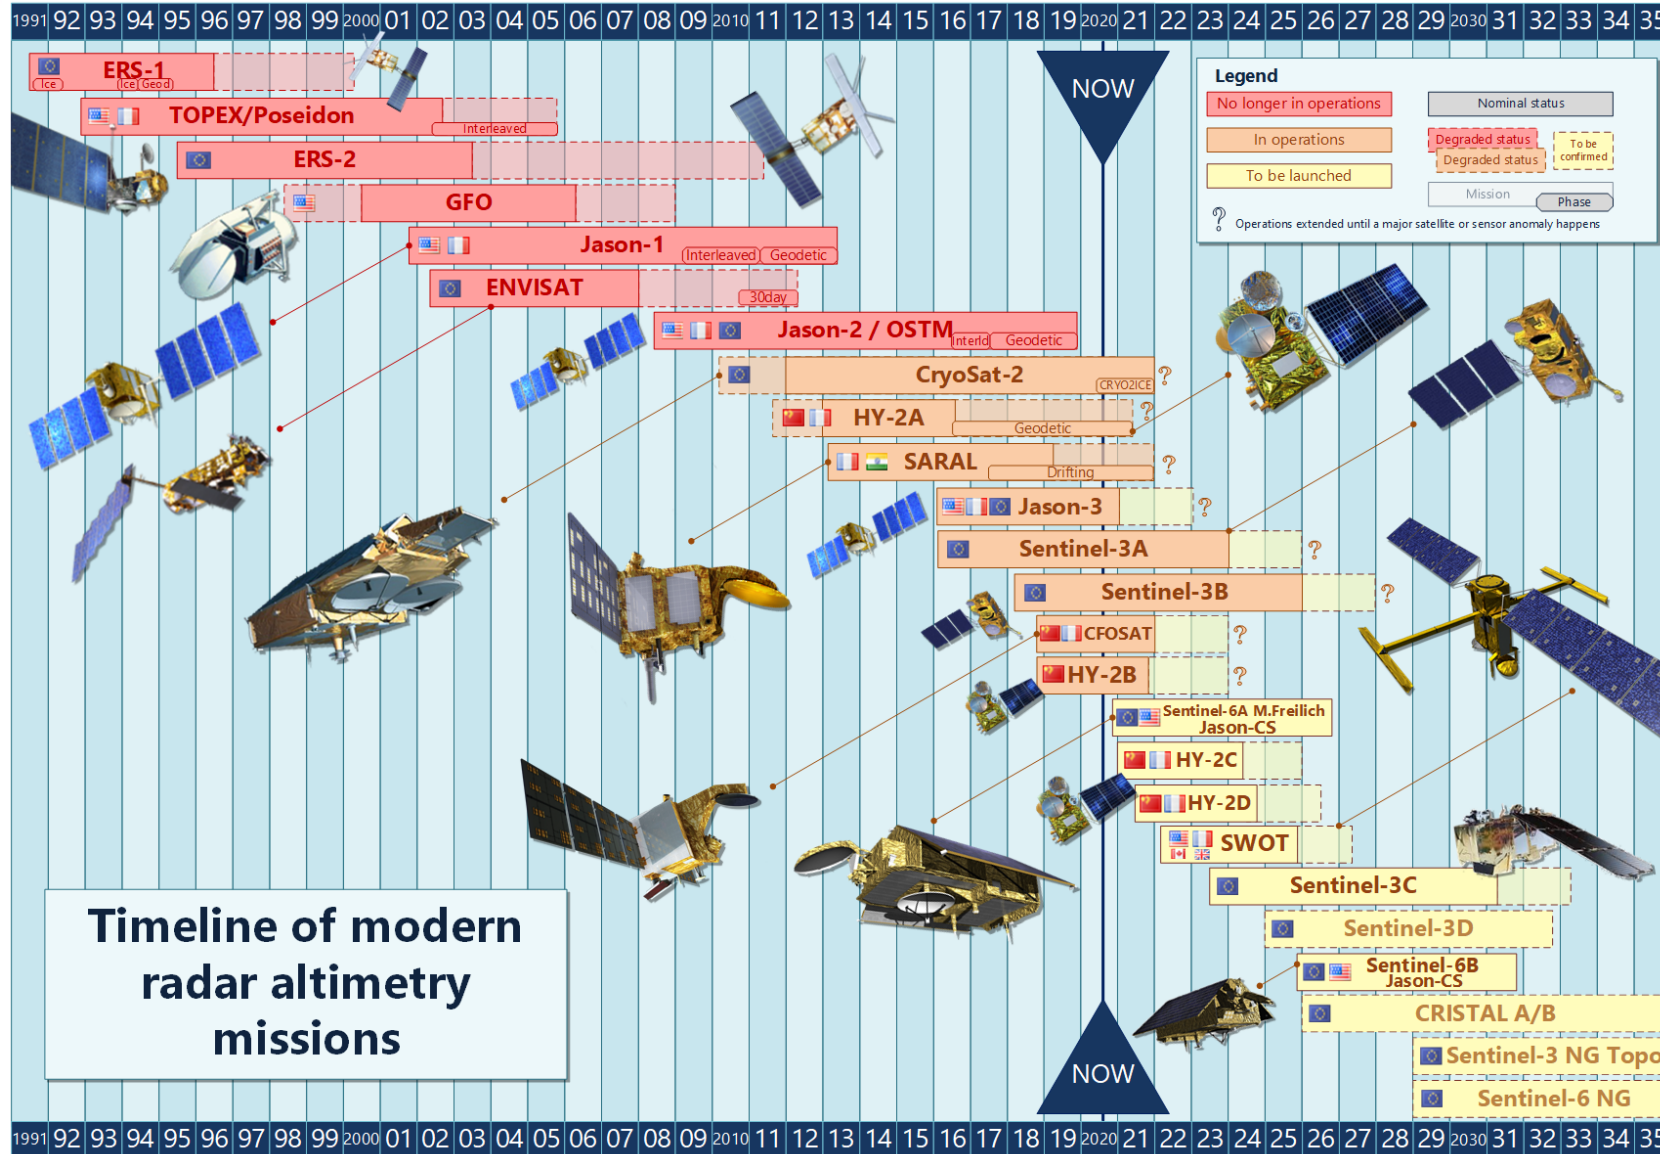 1991 92 93 94 95 96 97 98 99 2000 01 02 03 04 05 06 07 08 09 2010 11 12 13 14 15 16 17 18 19 2020 21 22 23 24 25 26 27 28 29 2030 31 32 33 34 35
ERS-1
Ice Ice Geod
TOPEX/Poseidon
Interleaved
ERS-2
GFO
Jason-1
Interleaved Geodetic
ENVISAT
30day
Jason-2 / OSTM
Interld Geodetic
CryoSat-2
CRYO2ICE
?
HY-2A
Geodetic
?
SARAL
Drifting
?
Jason-3
?
Sentinel-3A
?
Sentinel-3B
?
CFOSAT
?
HY-2B
?
Sentinel-6A M.Freilich
Jason-CS
HY-2C
HY-2D
SWOT
Sentinel-3C
Sentinel-3D
Sentinel-6B
Jason-CS
CRISTAL A/B
Sentinel-3 NG Topo
Sentinel-6 NG
NOW
NOW
Legend
No longer in operations
In operations
To be launched
Nominal status
Degraded status
Degraded status
To be
confirmed
Mission
Phase
? Operations extended until a major satellite or sensor anomaly happens
Timeline of modern
radar altimetry
missions
1991 92 93 94 95 96 97 98 99 2000 01 02 03 04 05 06 07 08 09 2010 11 12 13 14 15 16 17 18 19 2020 21 22 23 24 25 26 27 28 29 2030 31 32 33 34 35